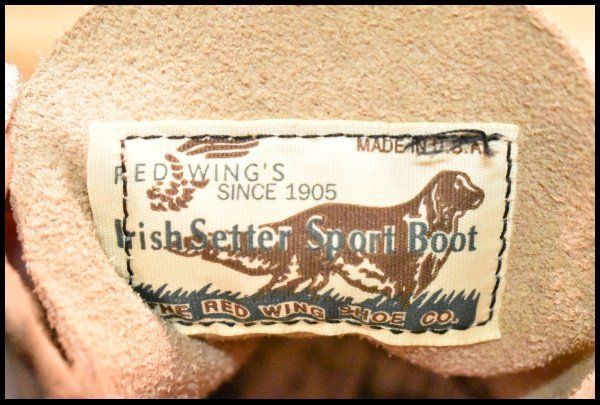 MADE IN U.S.A.
RED WING'S
SINCE 1905
Irish Setter Sport Boot
THE RED WING SHOE CO.